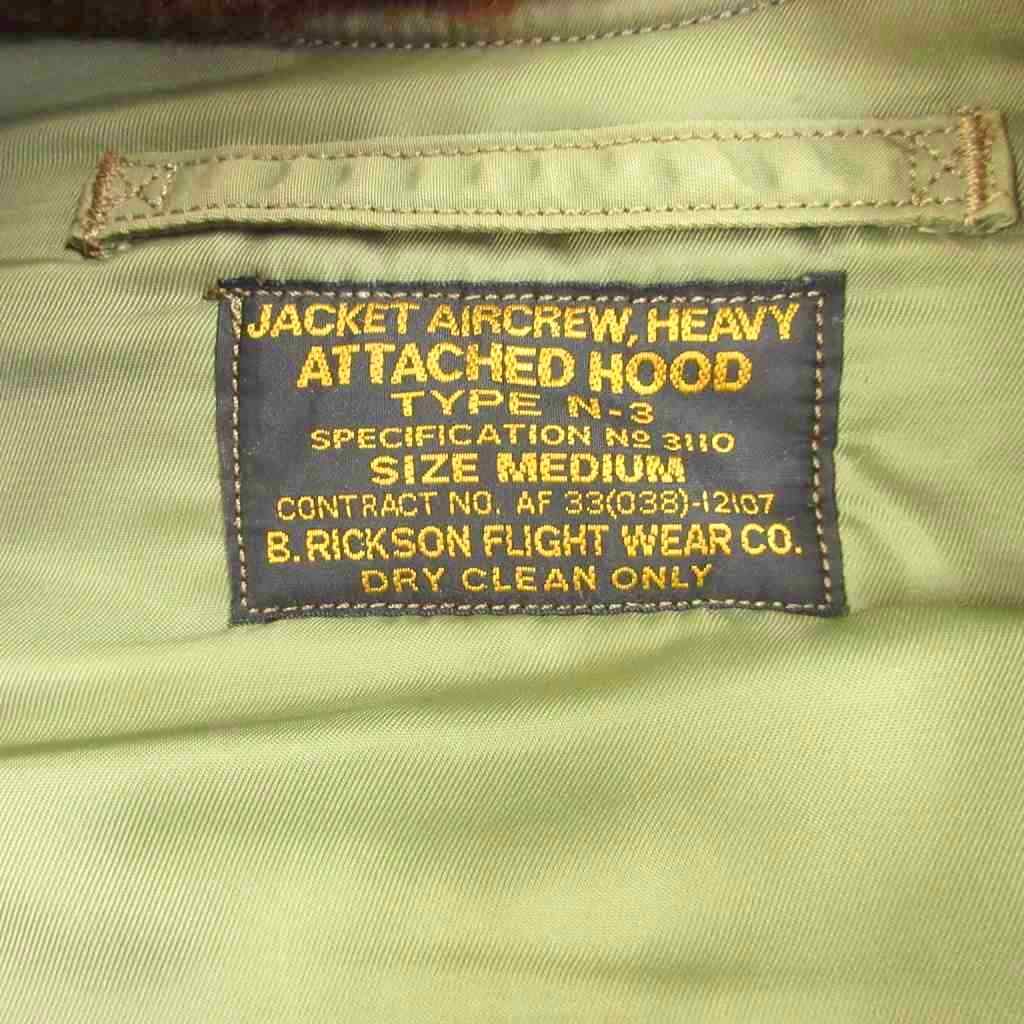 JACKET AIRCREW, HEAVY
ATTACHED HOOD
TYPE N-3
SPECIFICATION Nº 3110
SIZE MEDIUM
CONTRACT NO. AF 33(038)-12107
B. RICKSON FLIGHT WEAR CO.
DRY CLEAN ONLY